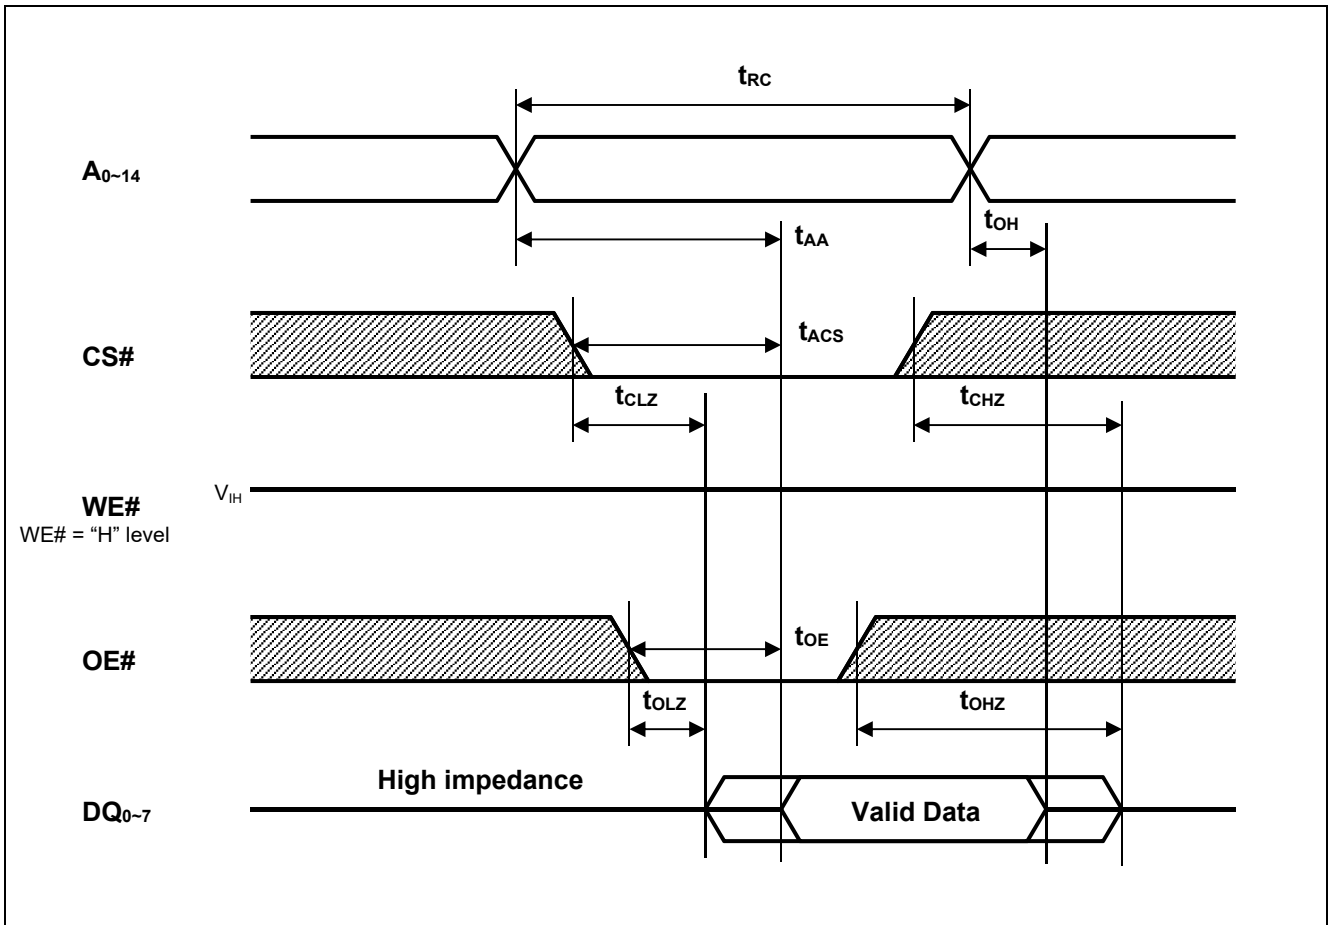 tRC
A0~14
tOH
tAA
tACS
CS#
tCLZ
tCHZ
VIH
WE#
WE# = “H” level
tOE
OE#
tOLZ
tOHZ
High impedance
DQ0~7
Valid Data